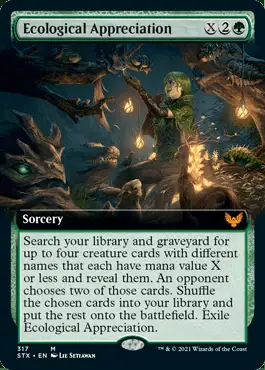 Ecological Appreciation X2
Sorcery
Search your library and graveyard for
up to four creature cards with different
names that each have mana value X
or less and reveal them. An opponent
chooses two of those cards. Shuffle
the chosen cards into your library and
put the rest onto the battlefield. Exile
Ecological Appreciation.
317 M
STX • EN LIE SETIAWAN ™ & © 2021 Wizards of the Coast